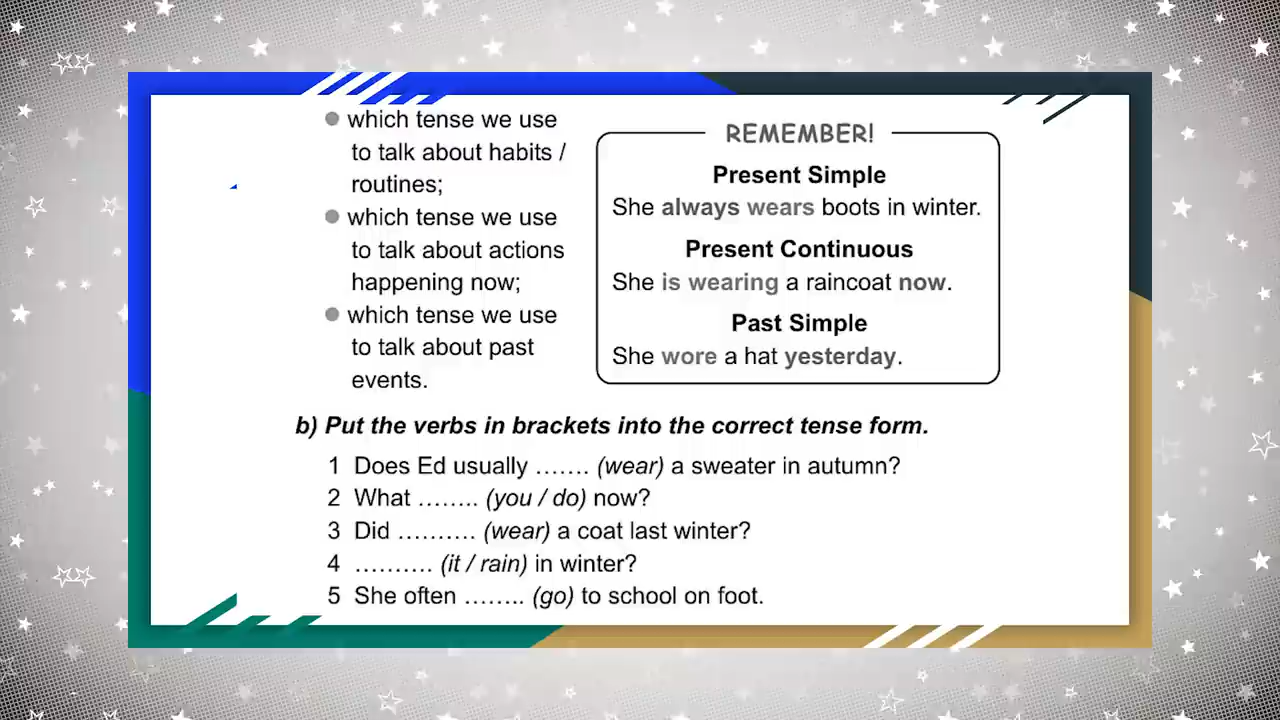 ● which tense we use
to talk about habits /
routines;
● which tense we use
to talk about actions
happening now;
● which tense we use
to talk about past
events.
REMEMBER!
Present Simple
She always wears boots in winter.
Present Continuous
She is wearing a raincoat now.
Past Simple
She wore a hat yesterday.
b) Put the verbs in brackets into the correct tense form.
1 Does Ed usually ....... (wear) a sweater in autumn?
2 What ........ (you / do) now?
3 Did .......... (wear) a coat last winter?
4 .......... (it / rain) in winter?
5 She often ........ (go) to school on foot.